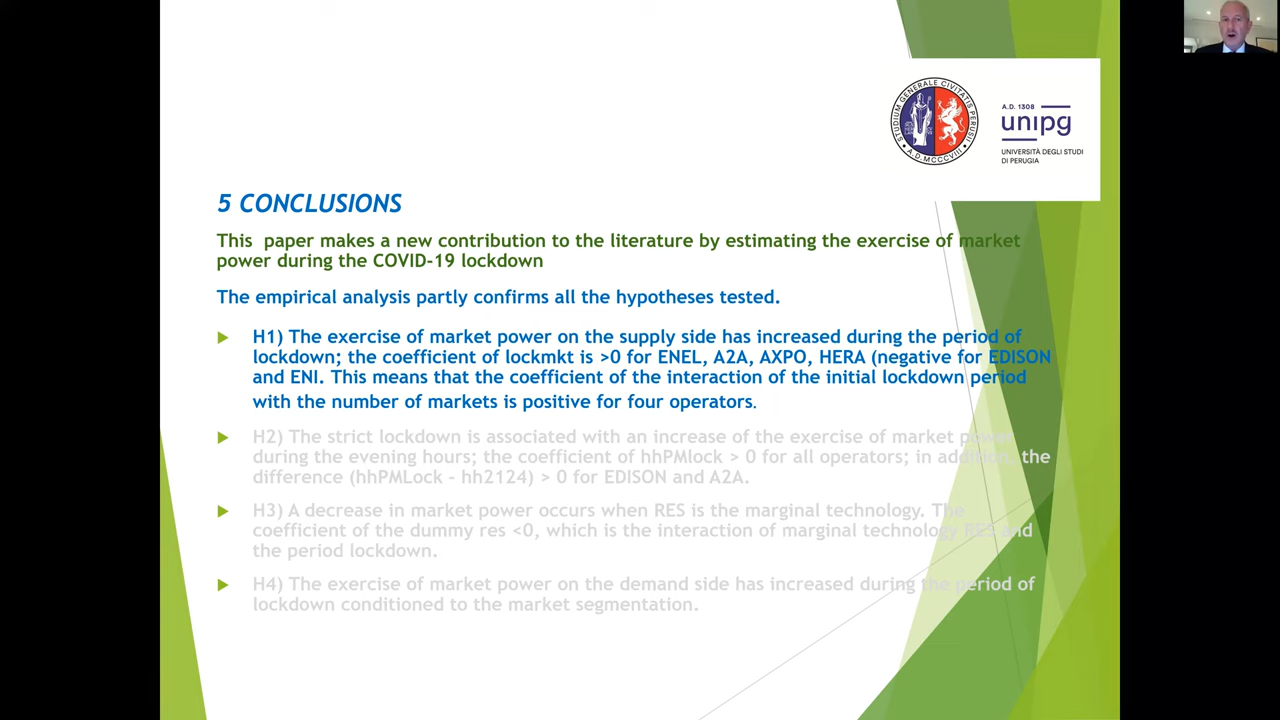 STUDIUM GENERALE CIVITATIS PERUSII
A.D. MCCCVIII
A.D. 1308
unipg
UNIVERSITÀ DEGLI STUDI
DI PERUGIA
5 CONCLUSIONS
This paper makes a new contribution to the literature by estimating the exercise of market
power during the COVID-19 lockdown
The empirical analysis partly confirms all the hypotheses tested.
H1) The exercise of market power on the supply side has increased during the period of
lockdown; the coefficient of lockmkt is >0 for ENEL, A2A, AXPO, HERA (negative for EDISON
and ENI. This means that the coefficient of the interaction of the initial lockdown period
with the number of markets is positive for four operators.
H2) The strict lockdown is associated with an increase of the exercise of market power
during the evening hours; the coefficient of hhPMlock > 0 for all operators; in addition, the
difference (hhPMLock - hh2124) > 0 for EDISON and A2A.
H3) A decrease in market power occurs when RES is the marginal technology. The
coefficient of the dummy res <0, which is the interaction of marginal technology RES and
the period lockdown.
H4) The exercise of market power on the demand side has increased during the period of
lockdown conditioned to the market segmentation.